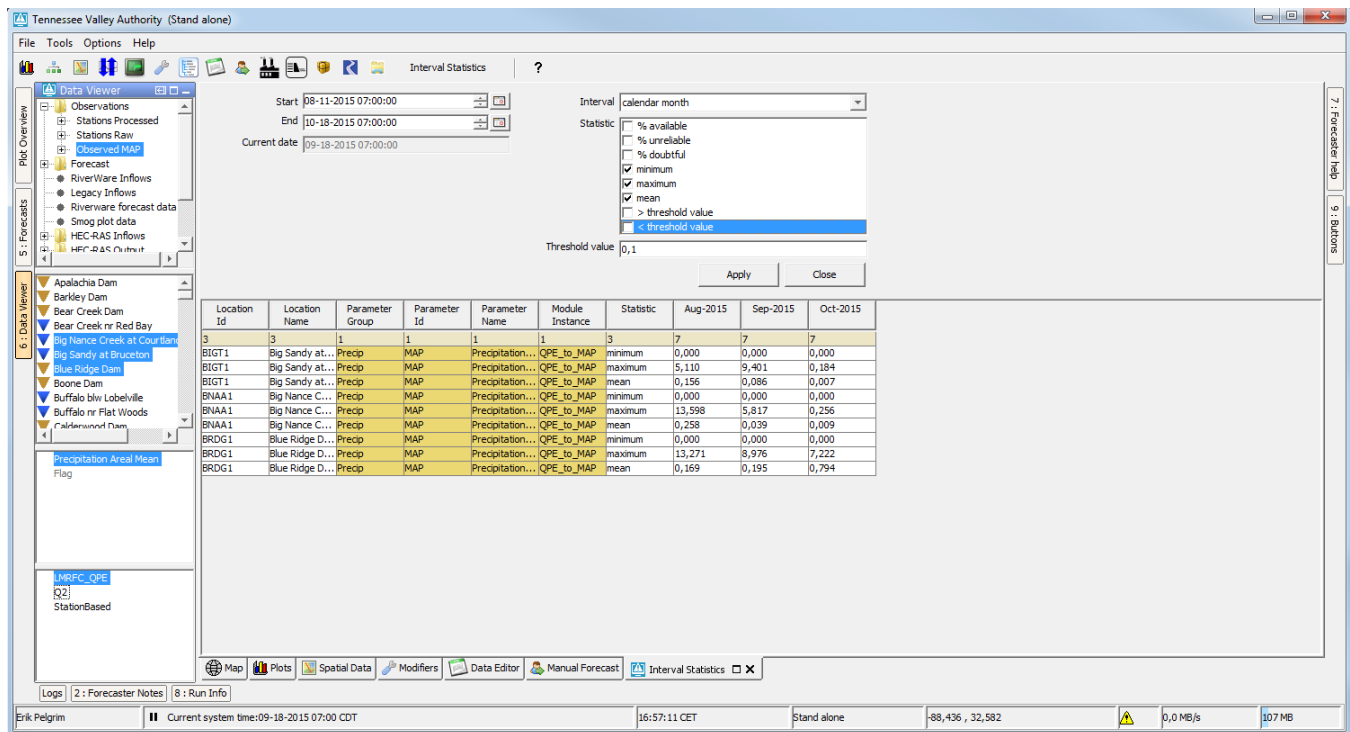 Tennessee Valley Authority (Stand alone)
File Tools Options Help
Interval Statistics ?
Plot Overview
5 : Forecasts
6 : Data Viewer
Data Viewer
Observations
Stations Processed
Stations Raw
Observed MAP
Forecast
RiverWare Inflows
Legacy Inflows
Riverware forecast data
Smog plot data
HEC-RAS Inflows
HEC-RAS Output
Apalachia Dam
Barkley Dam
Bear Creek Dam
Bear Creek nr Red Bay
Big Nance Creek at Courtland
Big Sandy at Bruceton
Blue Ridge Dam
Boone Dam
Buffalo blw Lobelville
Buffalo nr Flat Woods
Calderwood Dam
Precipitation Areal Mean
Flag
LMRFC_QPE
Q2
StationBased
Start 08-11-2015 07:00:00
End 10-18-2015 07:00:00
Current date 09-18-2015 07:00:00
Interval calendar month
Statistic
% available
% unreliable
% doubtful
minimum
maximum
mean
> threshold value
< threshold value
Threshold value 0,1
Apply Close
Location Id Location Name Parameter Group Parameter Id Parameter Name Module Instance Statistic Aug-2015 Sep-2015 Oct-2015
3 3 1 1 1 1 3 7 7 7
BIGT1 Big Sandy at... Precip MAP Precipitation... QPE_to_MAP minimum 0,000 0,000 0,000
BIGT1 Big Sandy at... Precip MAP Precipitation... QPE_to_MAP maximum 5,110 9,401 0,184
BIGT1 Big Sandy at... Precip MAP Precipitation... QPE_to_MAP mean 0,156 0,086 0,007
BNAA1 Big Nance C... Precip MAP Precipitation... QPE_to_MAP minimum 0,000 0,000 0,000
BNAA1 Big Nance C... Precip MAP Precipitation... QPE_to_MAP maximum 13,598 5,817 0,256
BNAA1 Big Nance C... Precip MAP Precipitation... QPE_to_MAP mean 0,258 0,039 0,009
BRDG1 Blue Ridge D... Precip MAP Precipitation... QPE_to_MAP minimum 0,000 0,000 0,000
BRDG1 Blue Ridge D... Precip MAP Precipitation... QPE_to_MAP maximum 13,271 8,976 7,222
BRDG1 Blue Ridge D... Precip MAP Precipitation... QPE_to_MAP mean 0,169 0,195 0,794
7 : Forecaster help
9 : Buttons
Map Plots Spatial Data Modifiers Data Editor Manual Forecast Interval Statistics
Logs 2 : Forecaster Notes 8 : Run Info
Erik Pelgrim Current system time:09-18-2015 07:00 CDT 16:57:11 CET Stand alone -88,436 , 32,582 0,0 MB/s 107 MB